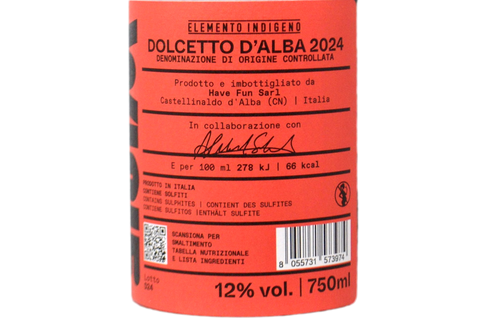 ELEMENTO INDIGENO
DOLCETTO D'ALBA 2024
DENOMINAZIONE DI ORIGINE CONTROLLATA
Prodotto e imbottigliato da
Have Fun Sarl
Castellinaldo d'Alba (CN) | Italia
In collaborazione con
E per 100 ml 278 kJ | 66 kcal
PRODOTTO IN ITALIA
CONTIENE SOLFITI
CONTAINS SULPHITES | CONTIENT DES SULFITES
CONTIENE SULFITOS | ENTHÄLT SULFITE
SCANSIONA PER
SMALTIMENTO
TABELLA NUTRIZIONALE
E LISTA INGREDIENTI
8 055731 573974
Lotto
12% vol. | 750ml